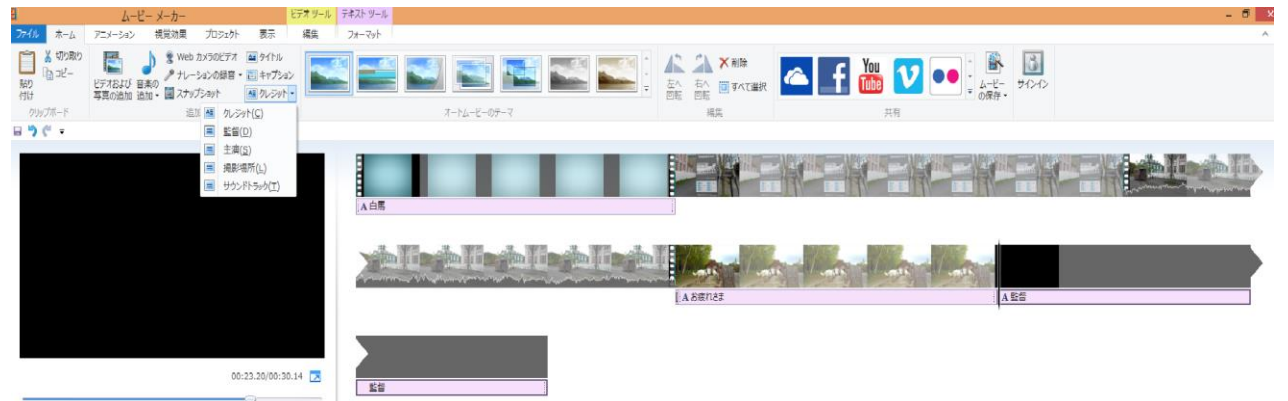 ムービー メーカー
ビデオ ツール
テキスト ツール
ファイル ホーム アニメーション 視覚効果 プロジェクト 表示 編集 フォーマット
貼り付け
切り取り
コピー
クリップボード
ビデオおよび写真の追加
音楽の追加
Web カメラのビデオ
ナレーションの録音
スナップショット
タイトル
キャプション
クレジット
追加
クレジット(C)
監督(D)
主演(S)
撮影場所(L)
サウンドトラック(T)
オートムービーのテーマ
左へ回転
右へ回転
削除
すべて選択
編集
You
Tube
共有
ムービーの保存
サインイン
A 白馬
A お疲れさま
A 監督
監督
00:23.20/00:30.14